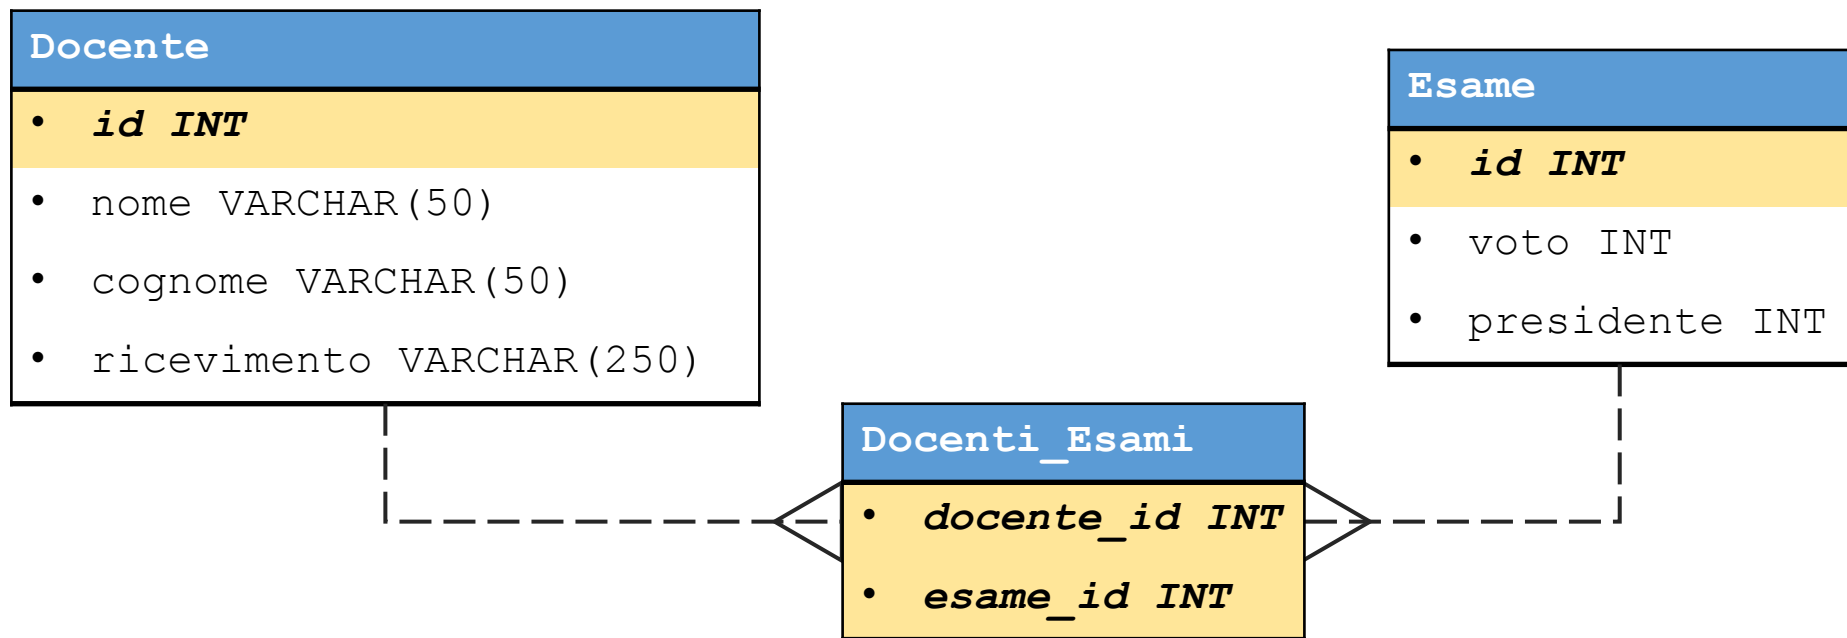 Docente
• id INT
• nome VARCHAR(50)
• cognome VARCHAR(50)
• ricevimento VARCHAR(250)
Esame
• id INT
• voto INT
• presidente INT
Docenti_Esami
• docente_id INT
• esame_id INT